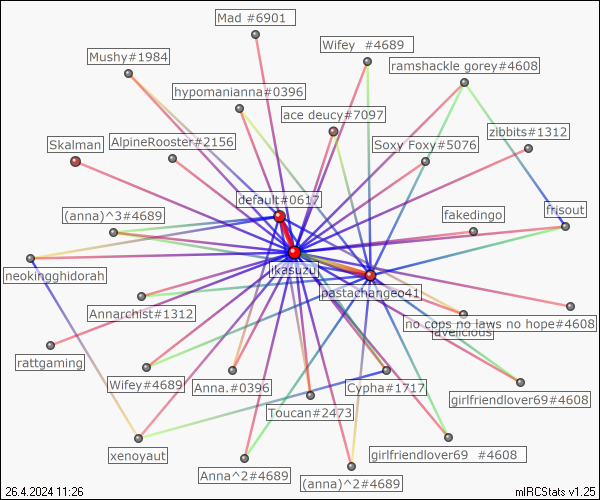 Mad #6901
Wifey  #4689
Mushy#1984
ramshackle gorey#4608
hypomanianna#0396
ace deucy#7097
zibbits#1312
Skalman
AlpineRooster#2156
Soxy Foxy#5076
default#0617
(anna)^3#4689
fakedingo
frisout
neokingghidorah
ikasuzu
pastachangeo41
Annarchist#1312
no cops no laws no hope#4608
ravelicious
rattgaming
Wifey#4689
Anna.#0396
Cypha#1717
girlfriendlover69#4608
Toucan#2473
xenoyaut
girlfriendlover69  #4608
Anna^2#4689
(anna)^2#4689
26.4.2024 11:26
mIRCStats v1.25